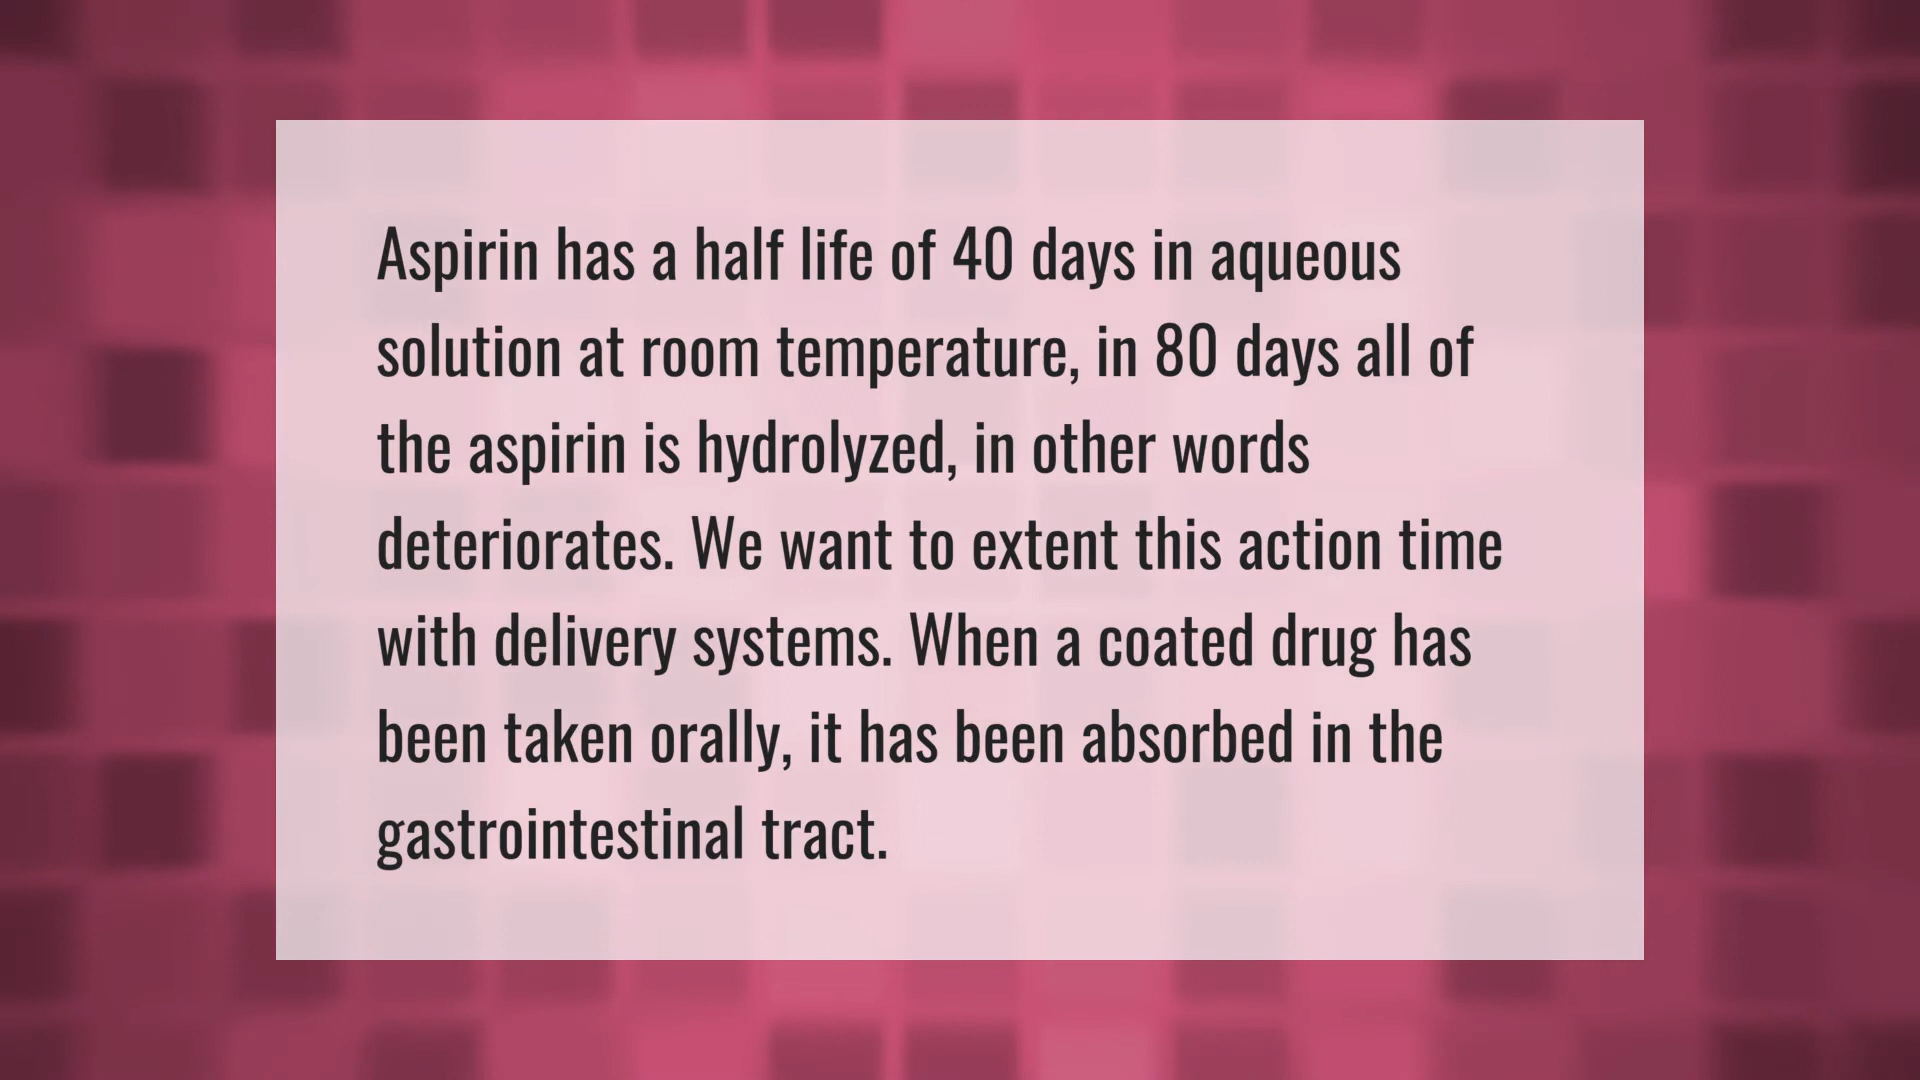 Aspirin has a half life of 40 days in aqueous
solution at room temperature, in 80 days all of
the aspirin is hydrolyzed, in other words
deteriorates. We want to extent this action time
with delivery systems. When a coated drug has
been taken orally, it has been absorbed in the
gastrointestinal tract.